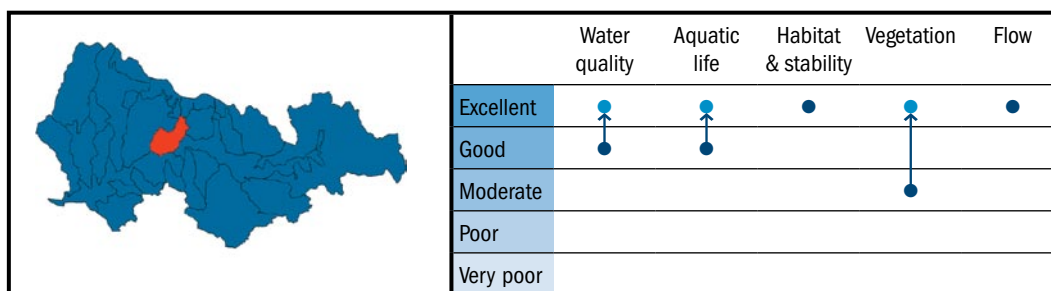 Water quality
Aquatic life
Habitat & stability
Vegetation
Flow
Excellent
Good
Moderate
Poor
Very poor